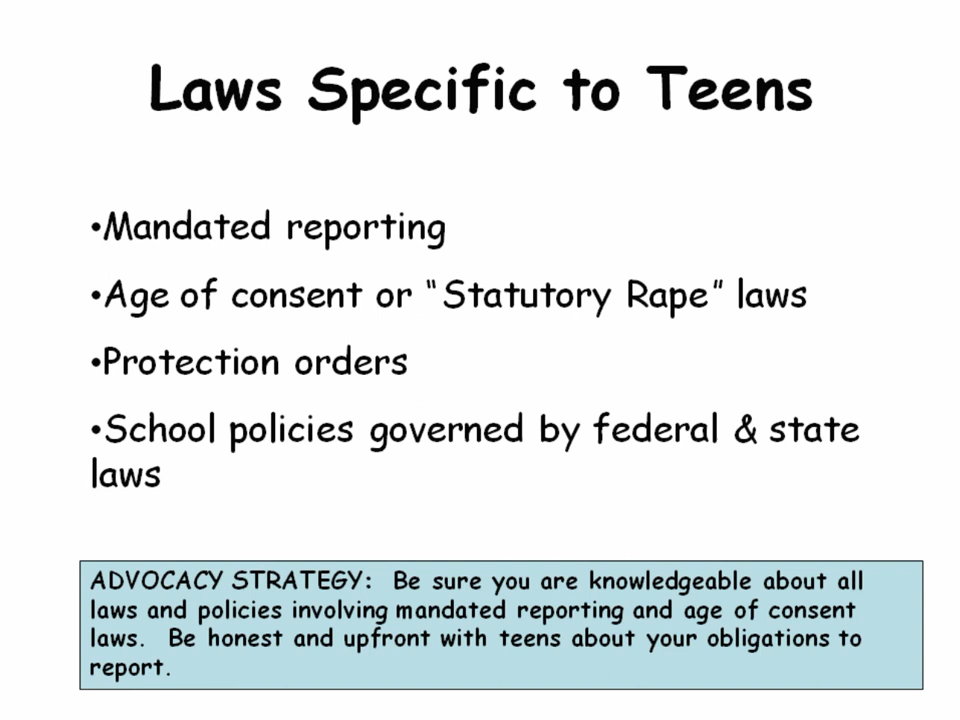 Laws Specific to Teens
•Mandated reporting
•Age of consent or “Statutory Rape” laws
•Protection orders
•School policies governed by federal & state
laws
ADVOCACY STRATEGY:  Be sure you are knowledgeable about all
laws and policies involving mandated reporting and age of consent
laws.  Be honest and upfront with teens about your obligations to
report.